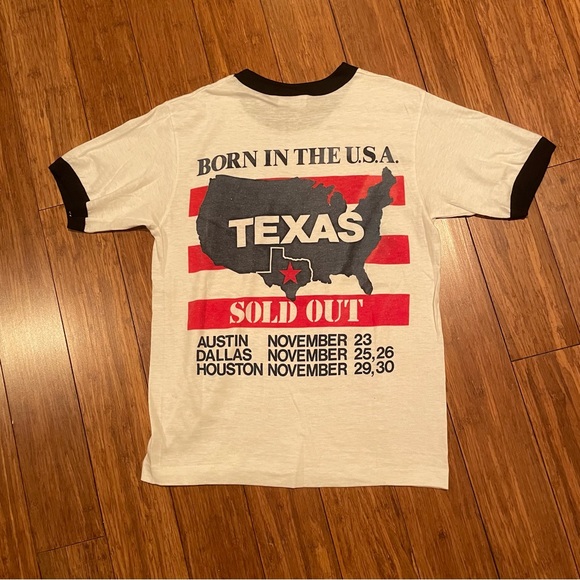 BORN IN THE U.S.A.
TEXAS
SOLD OUT
AUSTIN NOVEMBER 23
DALLAS NOVEMBER 25,26
HOUSTON NOVEMBER 29,30